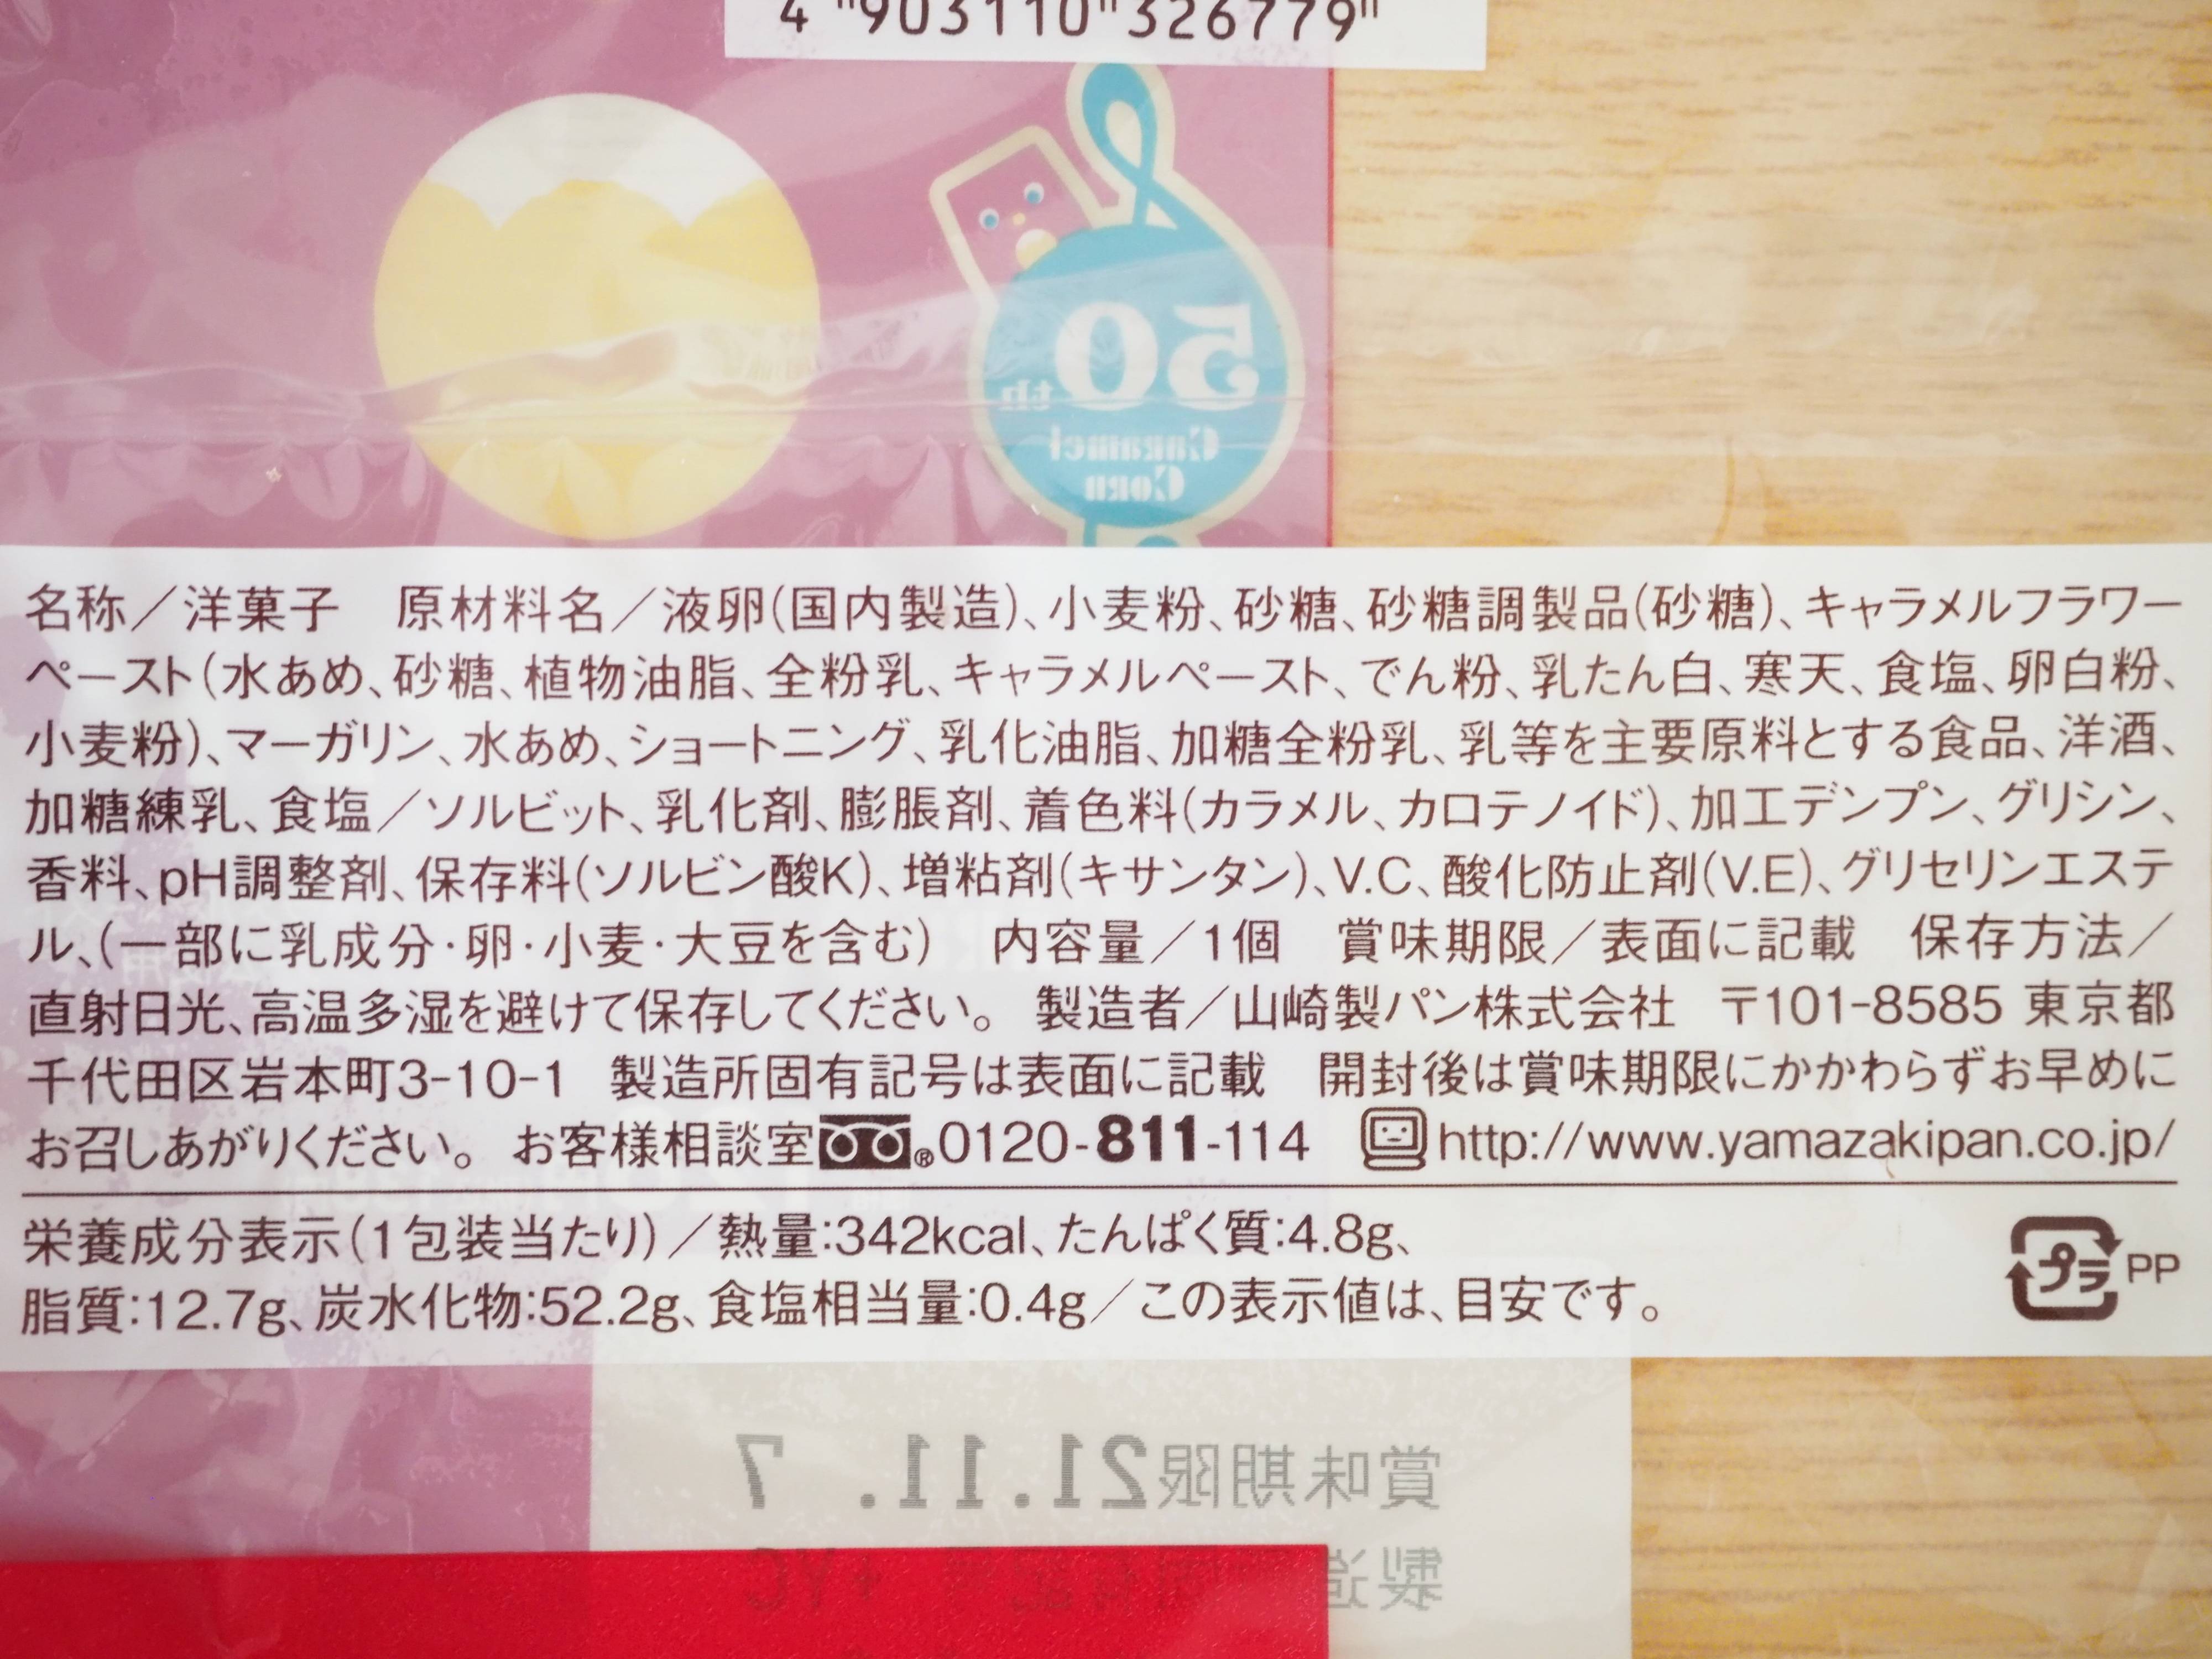 4 "903110"326779"
50th
Caramel
Corn
名称／洋菓子　原材料名／液卵(国内製造)、小麦粉、砂糖、砂糖調製品(砂糖)、キャラメルフラワー
ペースト(水あめ、砂糖、植物油脂、全粉乳、キャラメルペースト、でん粉、乳たん白、寒天、食塩、卵白粉、
小麦粉)、マーガリン、水あめ、ショートニング、乳化油脂、加糖全粉乳、乳等を主要原料とする食品、洋酒、
加糖練乳、食塩／ソルビット、乳化剤、膨脹剤、着色料(カラメル、カロテノイド)、加工デンプン、グリシン、
香料、pH調整剤、保存料(ソルビン酸K)、増粘剤(キサンタン)、V.C、酸化防止剤(V.E)、グリセリンエステ
ル、(一部に乳成分・卵・小麦・大豆を含む)　内容量／1個　賞味期限／表面に記載　保存方法／
直射日光、高温多湿を避けて保存してください。 製造者／山崎製パン株式会社　〒101-8585 東京都
千代田区岩本町3-10-1　製造所固有記号は表面に記載　開封後は賞味期限にかかわらずお早めに
お召しあがりください。 お客様相談室®0120-811-114　http://www.yamazakipan.co.jp/
栄養成分表示(1包装当たり)／熱量:342kcal、たんぱく質:4.8g、
脂質:12.7g、炭水化物:52.2g、食塩相当量:0.4g／この表示値は、目安です。
プラ PP
賞味期限21.11. 7
製造 +YC